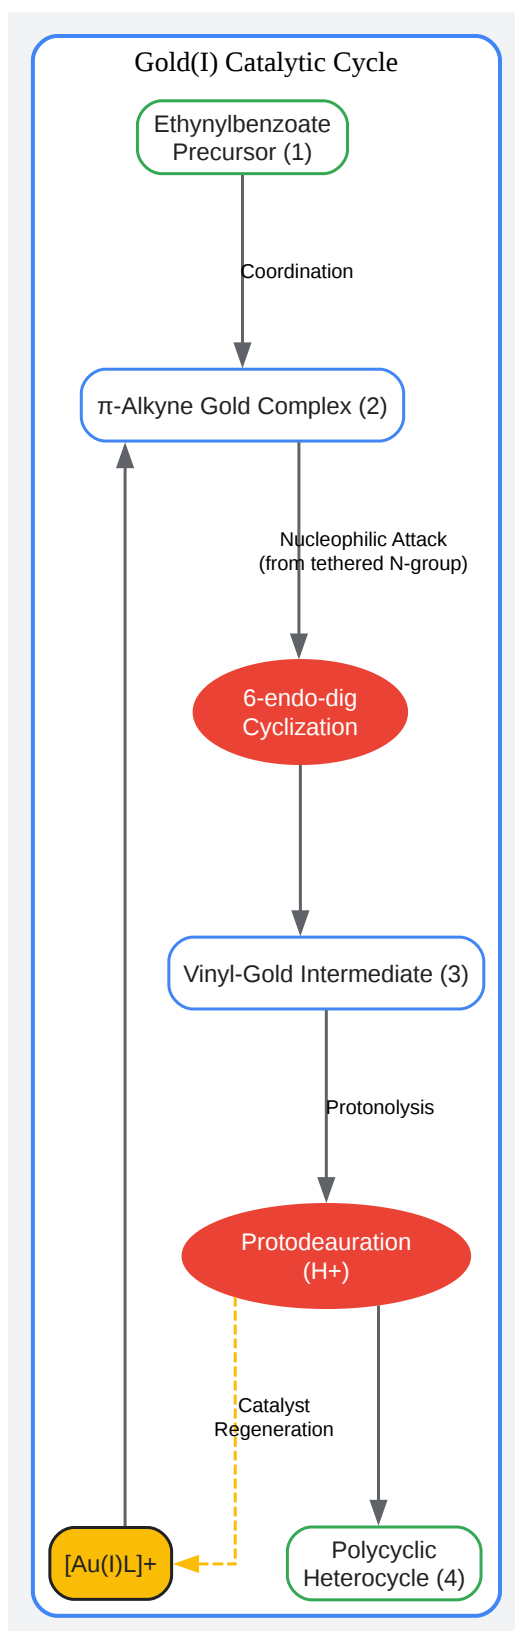 Gold(I) Catalytic Cycle
Ethynylbenzoate
Precursor (1)
Coordination
π-Alkyne Gold Complex (2)
Nucleophilic Attack
(from tethered N-group)
6-endo-dig
Cyclization
Vinyl-Gold Intermediate (3)
Protonolysis
Protodeauration
(H+)
Catalyst
Regeneration
[Au(I)L]+
Polycyclic
Heterocycle (4)